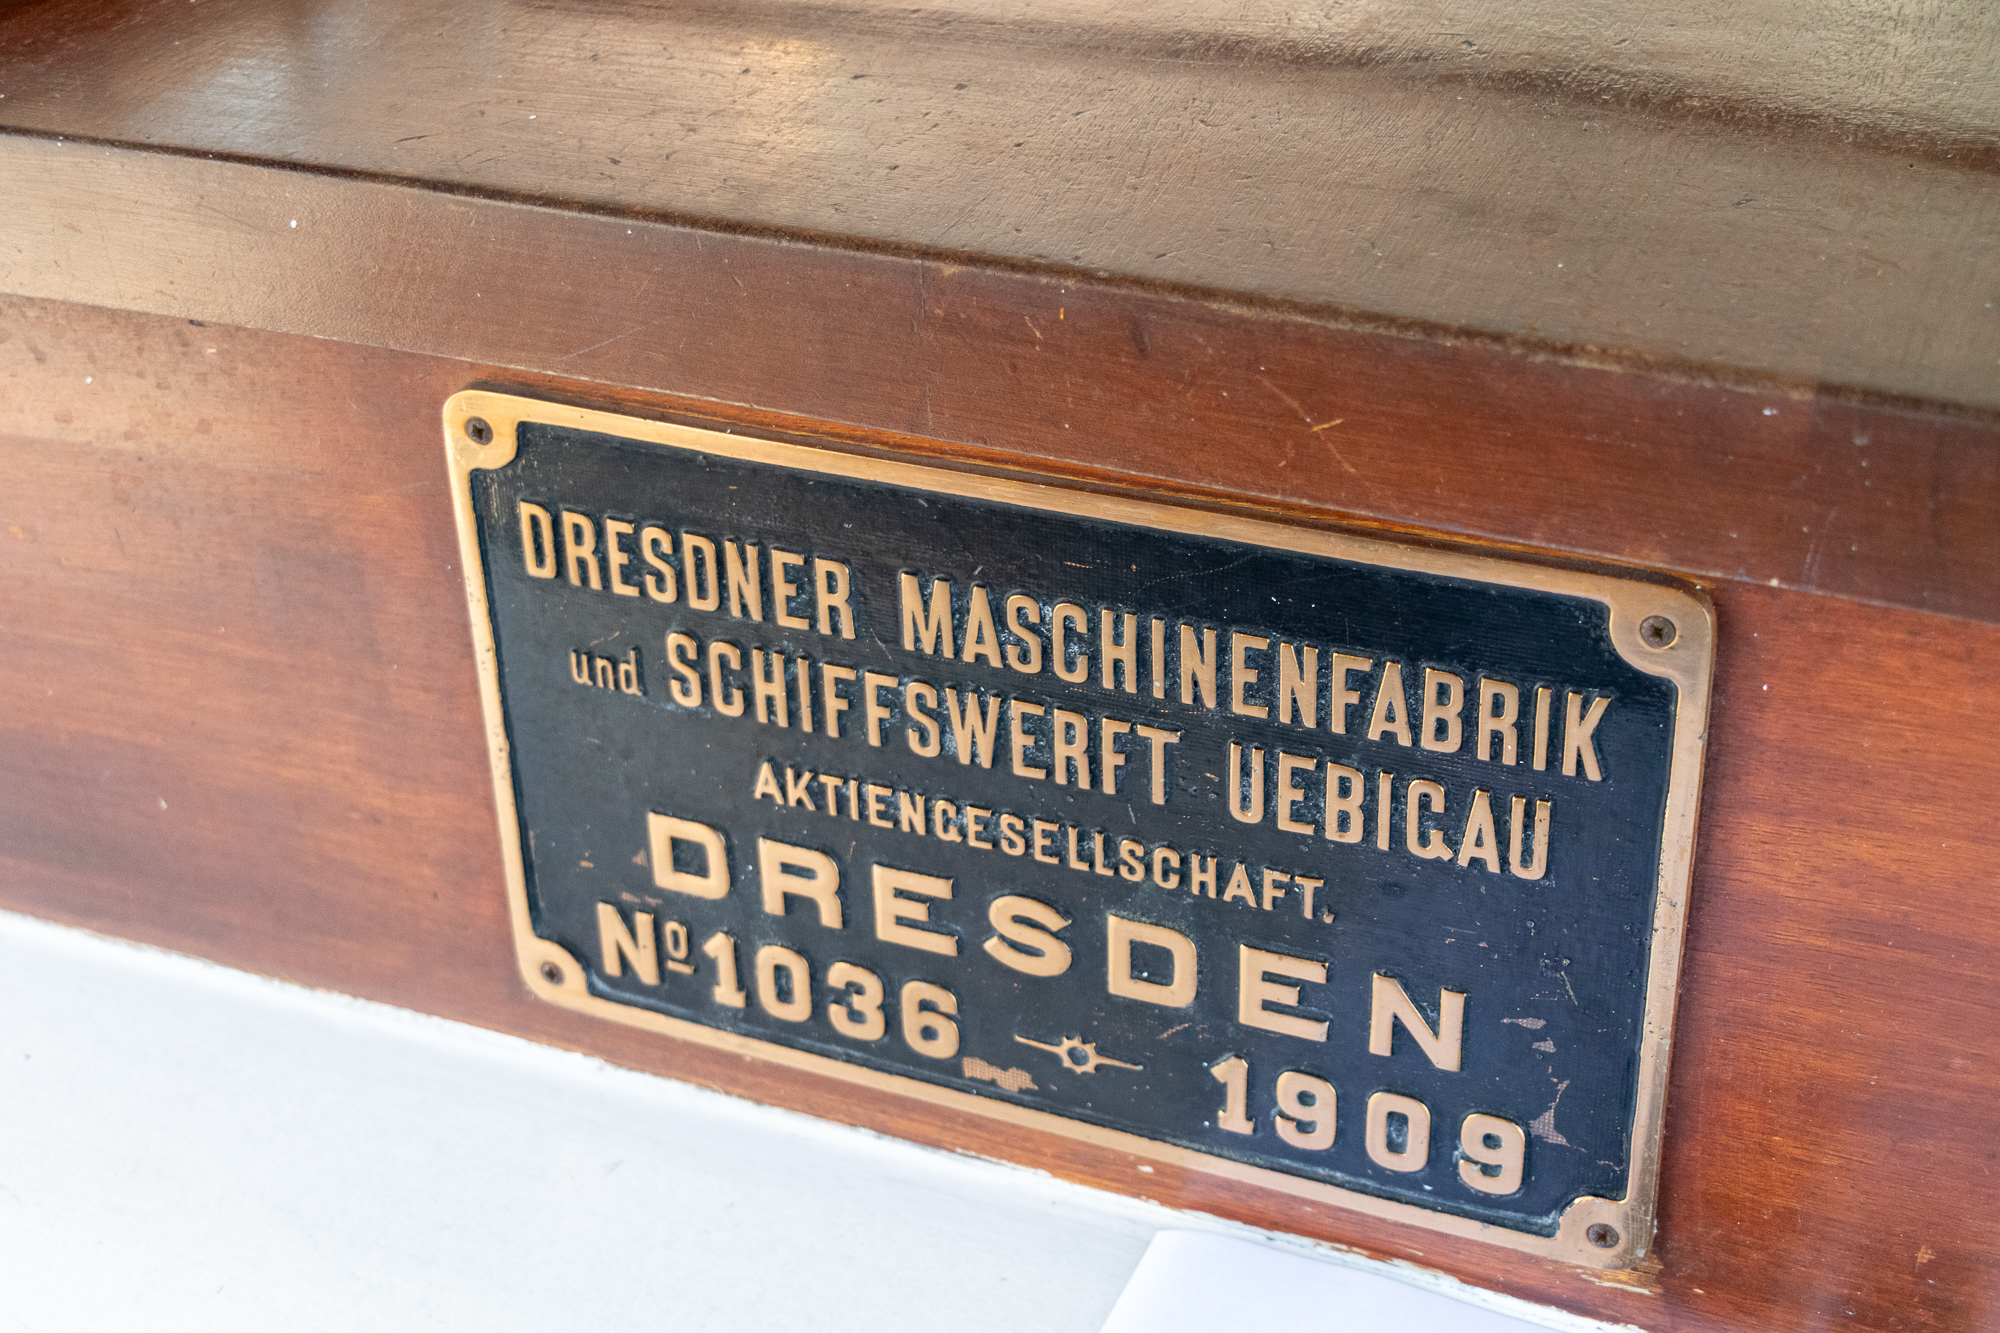 DRESDNER MASCHINENFABRIK
und SCHIFFSWERFT UEBIGAU
AKTIENGESELLSCHAFT.
DRESDEN
Nº 1036 1909